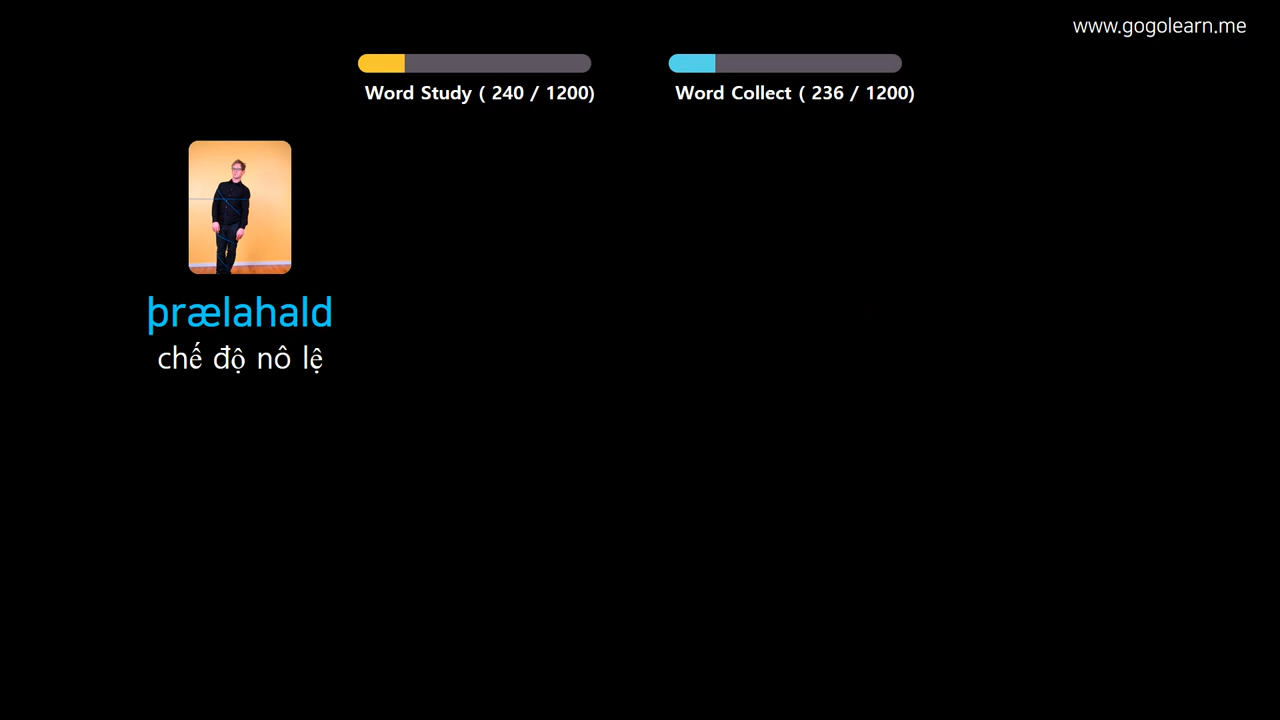 www.gogolearn.me
Word Study ( 240 / 1200)
Word Collect ( 236 / 1200)
þrælahald
chế độ nô lệ